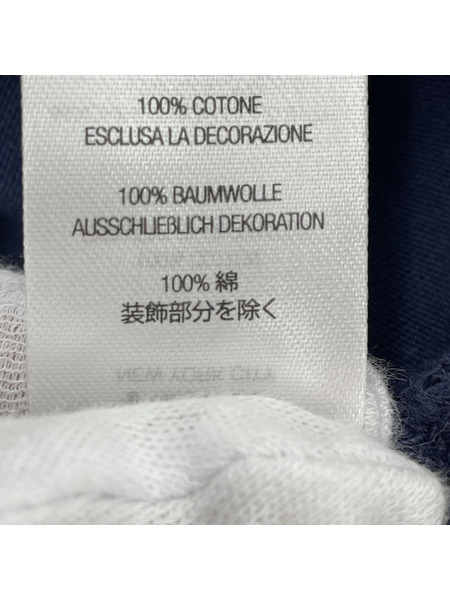 100% COTONE
ESCLUSA LA DECORAZIONE
100% BAUMWOLLE
AUSSCHLIEßLICH DEKORATION
100% 綿
装飾部分を除く